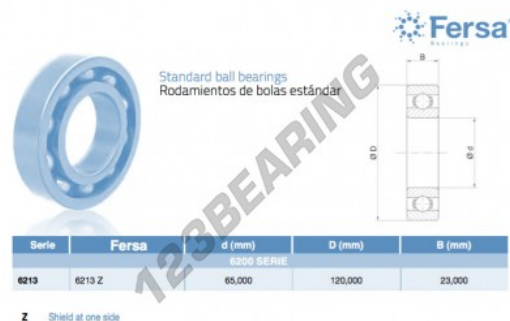 Fersa
Bearings
Standard ball bearings
Rodamientos de bolas estándar
B
Ø D
Ø d
123BEARING
Serie Fersa d (mm) D (mm) B (mm)
6200 SERIE
6213 6213 Z 65,000 120,000 23,000
Z Shield at one side